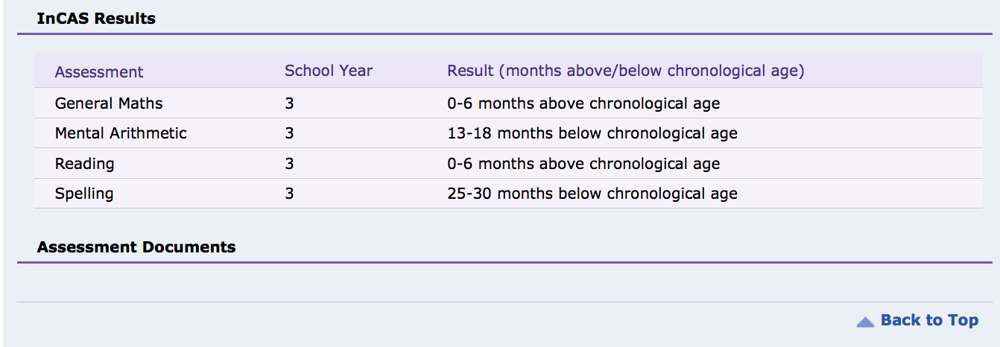 InCAS Results
Assessment School Year Result (months above/below chronological age)
General Maths 3 0-6 months above chronological age
Mental Arithmetic 3 13-18 months below chronological age
Reading 3 0-6 months above chronological age
Spelling 3 25-30 months below chronological age
Assessment Documents
Back to Top